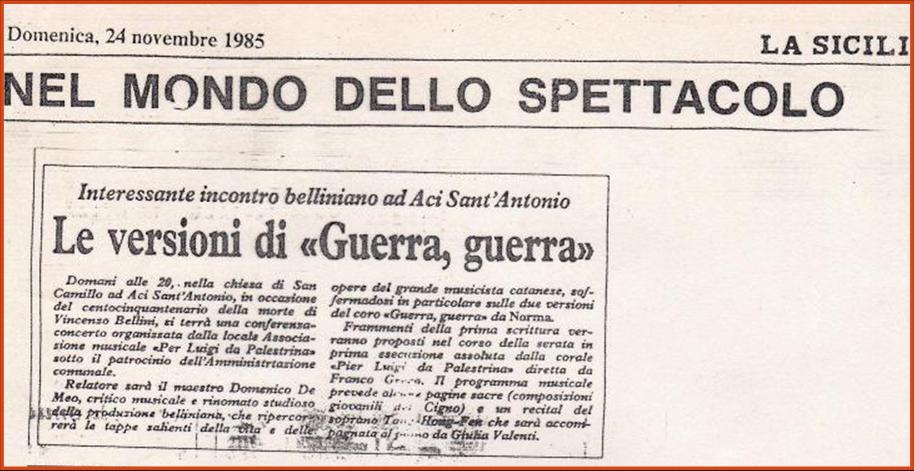 Domenica, 24 novembre 1985
LA SICILI
NEL MONDO DELLO SPETTACOLO
Interessante incontro belliniano ad Aci Sant'Antonio
Le versioni di «Guerra, guerra»
Domani alle 20, nella chiesa di San
Camillo ad Aci Sant'Antonio, in occasione
del centocinquantenario della morte di
Vincenzo Bellini, si terrà una conferenza-
concerto organizzata dalla locale Associa-
sione musicale «Per Luigi da Palestrina»
sotto il patrocinio dell'Amministrtazione
comunale.
Relatore sarà il maestro Domenico De
Meo, critico musicale e rinomato studioso
della produzione belliniana, che ripercor-
rerà le tappe salienti della vita e delle
opere del grande musicista catanese, sof-
fermadosi in particolare sulle due versioni
del coro «Guerra, guerra» da Norma.
Frammenti della prima scrittura ver-
ranno proposti nel corso della serata in
prima esecuzione assoluta dalla corale
«Pier Luigi da Palestrina» diretta da
Franco Il programma musicale
prevede pagine sacre (composizioni
giovanili Cigno) e un recital del
soprano Hong-Fen che sarà accom-
pagnata al da Giulia Valenti.